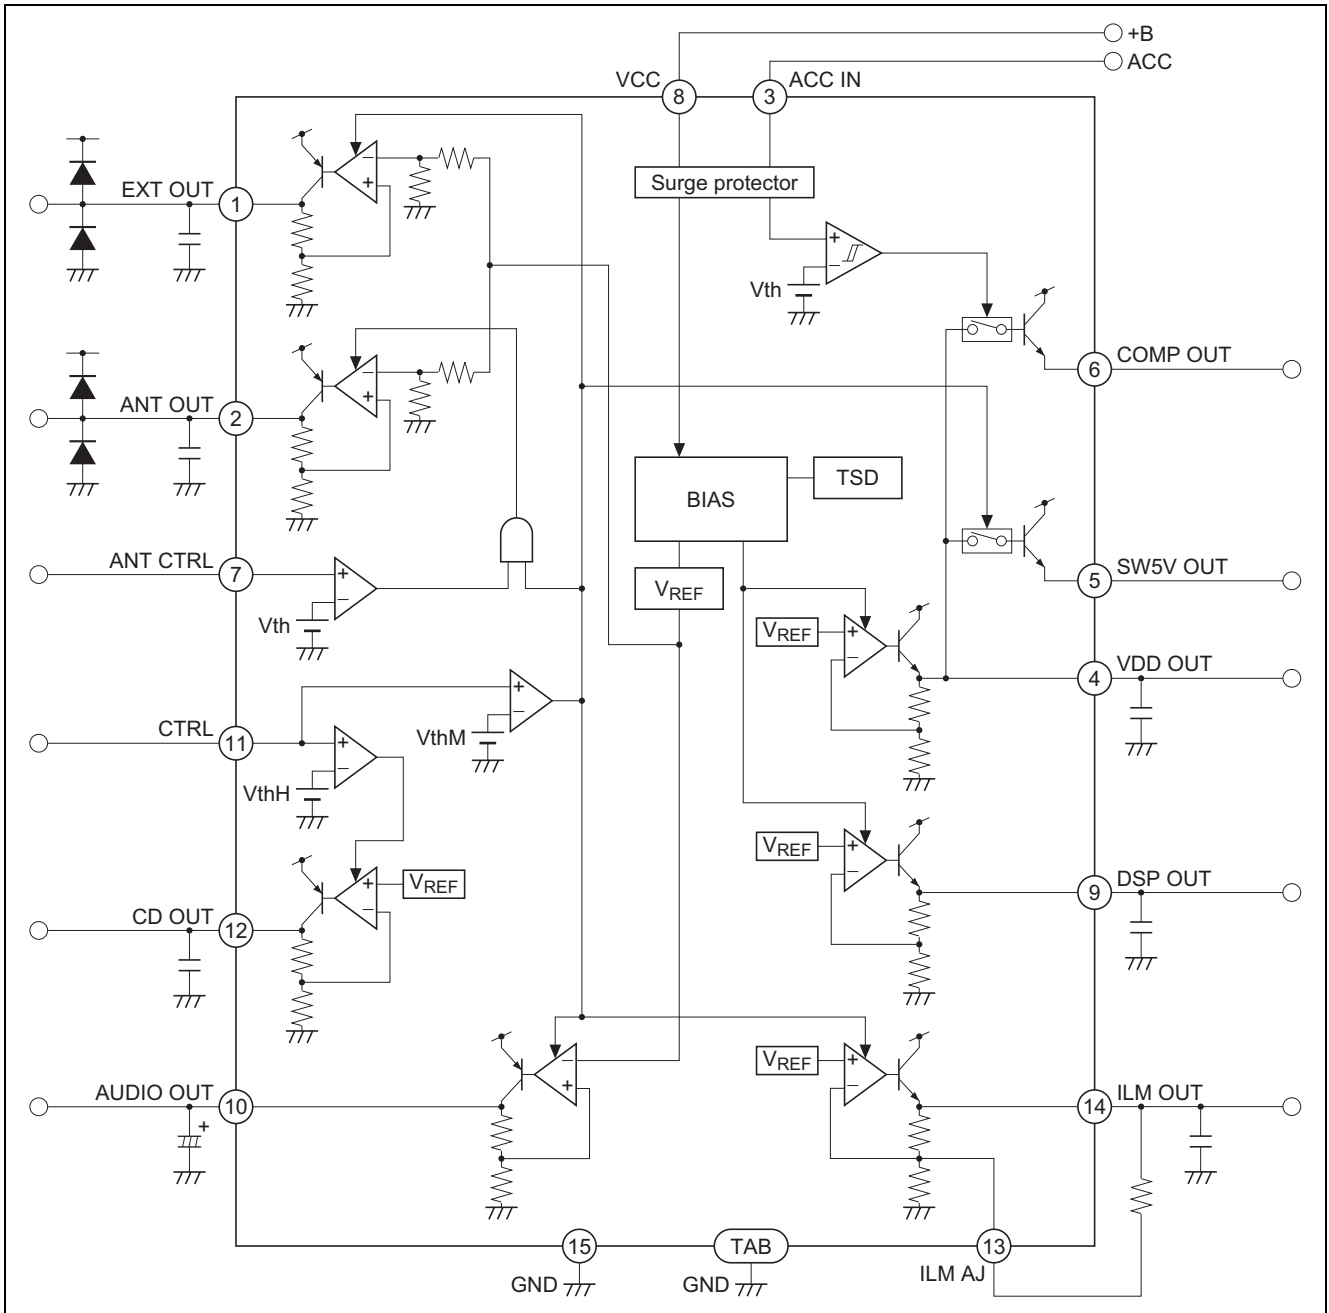 +B
ACC
VCC
8
3
ACC IN
Surge protector
EXT OUT
1
−
+
+
−
Vth
COMP OUT
6
ANT OUT
2
−
+
BIAS
TSD
ANT CTRL
7
+
−
Vth
VREF
SW5V OUT
5
VREF
+
−
VDD OUT
4
CTRL
11
+
−
VthM
+
−
VthH
VREF
+
−
DSP OUT
9
CD OUT
12
+
−
VREF
AUDIO OUT
10
+
−
+
VREF
+
−
ILM OUT
14
15
GND
TAB
GND
13
ILM AJ